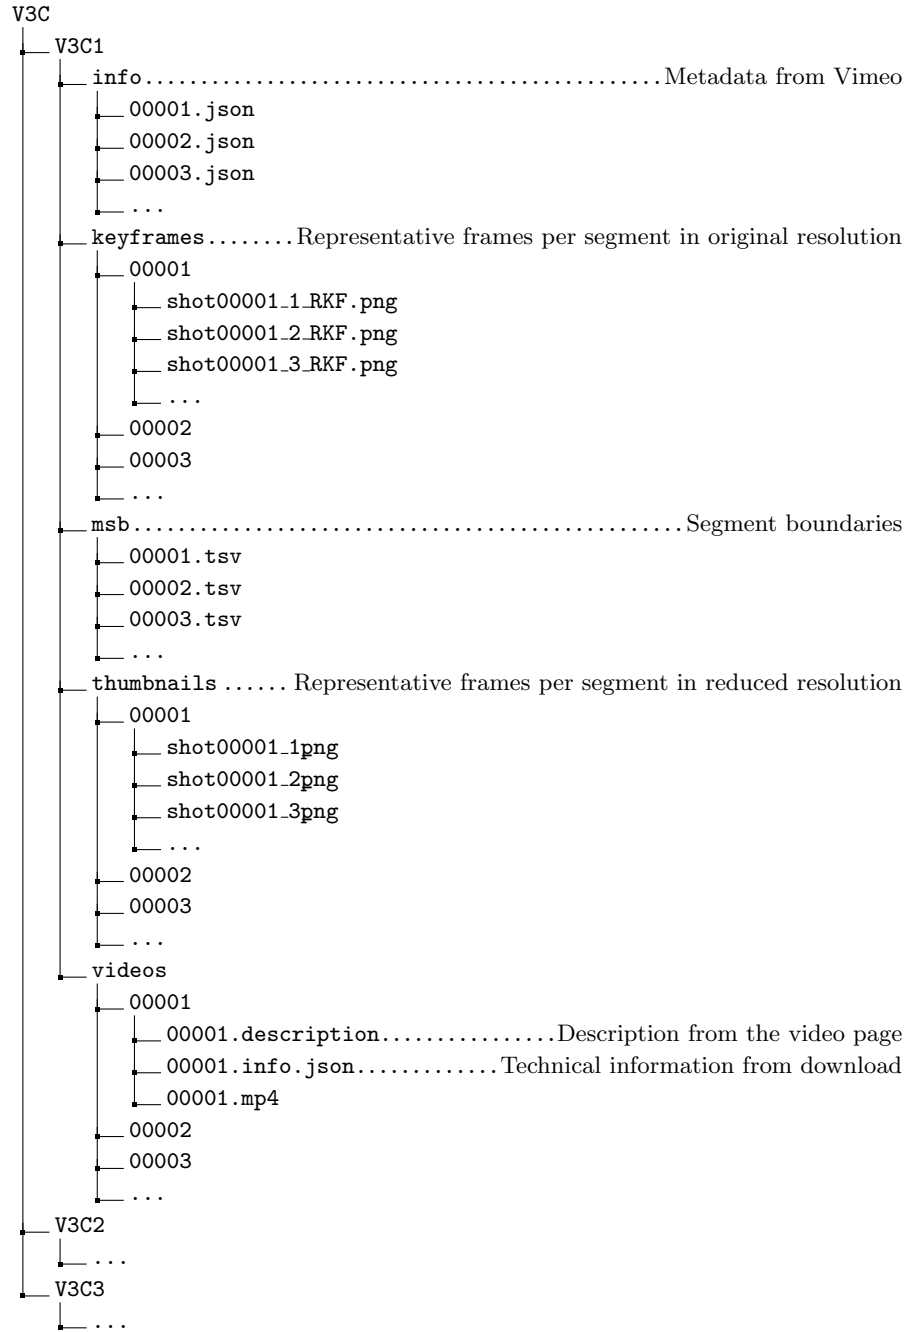 V3C
V3C1
info...............................................Metadata from Vimeo
00001.json
00002.json
00003.json
...
keyframes........Representative frames per segment in original resolution
00001
shot00001_1_RKF.png
shot00001_2_RKF.png
shot00001_3_RKF.png
...
00002
00003
...
msb..................................................Segment boundaries
00001.tsv
00002.tsv
00003.tsv
...
thumbnails ...... Representative frames per segment in reduced resolution
00001
shot00001_1png
shot00001_2png
shot00001_3png
...
00002
00003
...
videos
00001
00001.description................Description from the video page
00001.info.json.............Technical information from download
00001.mp4
00002
00003
...
V3C2
...
V3C3
...